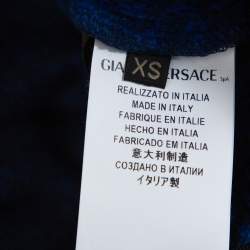 XS
GIA ERSACE SpA
REALIZZATO IN ITALIA
MADE IN ITALY
FABRIQUE EN ITALIE
HECHO EN ITALIA
FABRICADO EM ITALIA
意大利制造
СОЗДАНО В ИТАЛИИ
イタリア製